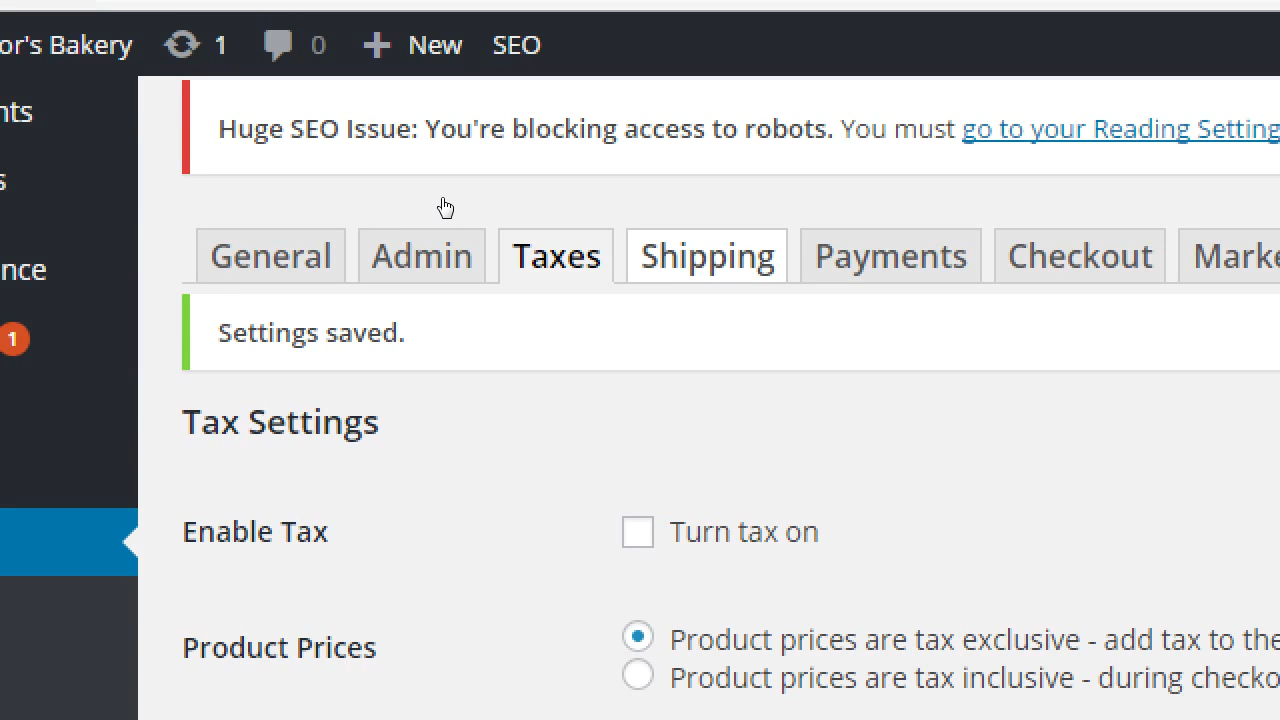 or's Bakery 1 0 New SEO
nts
Huge SEO Issue: You're blocking access to robots. You must go to your Reading Setting
s
General Admin Taxes Shipping Payments Checkout Marke
nce
Settings saved.
1
Tax Settings
Enable Tax Turn tax on
Product Prices Product prices are tax exclusive - add tax to the
Product prices are tax inclusive - during checko